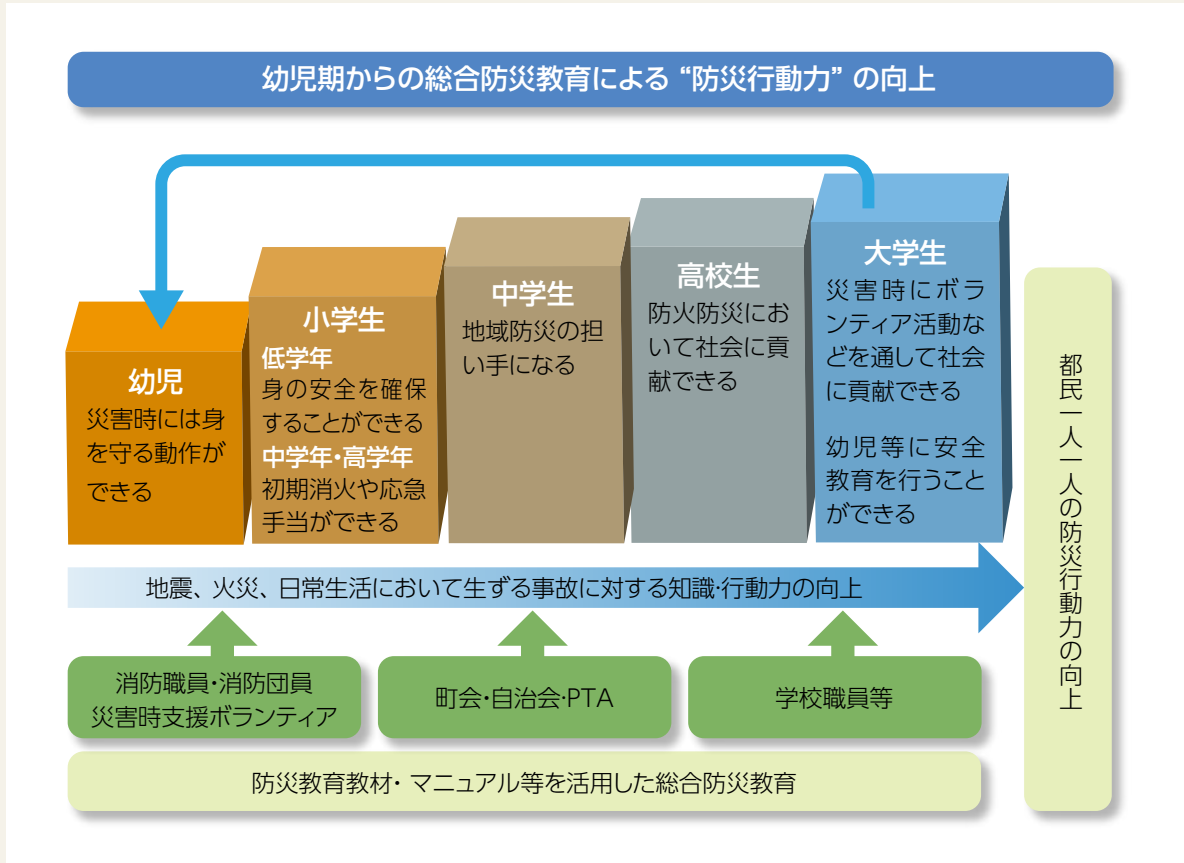 幼児期からの総合防災教育による “防災行動力” の向上
幼児
災害時には身
を守る動作が
できる
小学生
低学年
身の安全を確保
することができる
中学年・高学年
初期消火や応急
手当ができる
中学生
地域防災の担
い手になる
高校生
防火防災にお
いて社会に貢
献できる
大学生
災害時にボラ
ンティア活動な
どを通して社会
に貢献できる
幼児等に安全
教育を行うこと
ができる
地震、火災、日常生活において生ずる事故に対する知識・行動力の向上
消防職員・消防団員
災害時支援ボランティア
町会・自治会・PTA
学校職員等
防災教育教材・マニュアル等を活用した総合防災教育
都民一人一人の防災行動力の向上